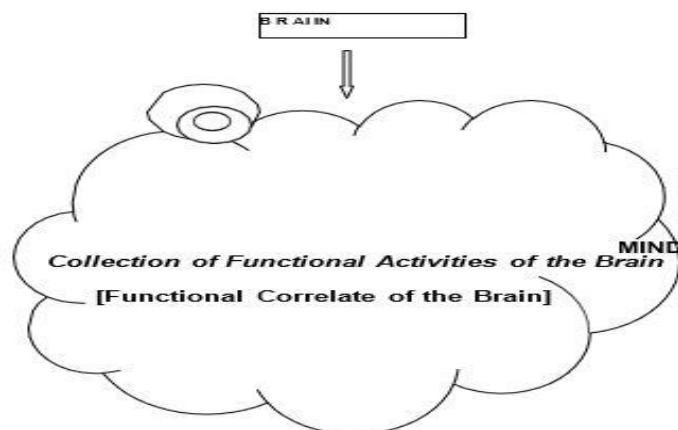 B R AI IN
MIND
Collection of Functional Activities of the Brain
[Functional Correlate of the Brain]